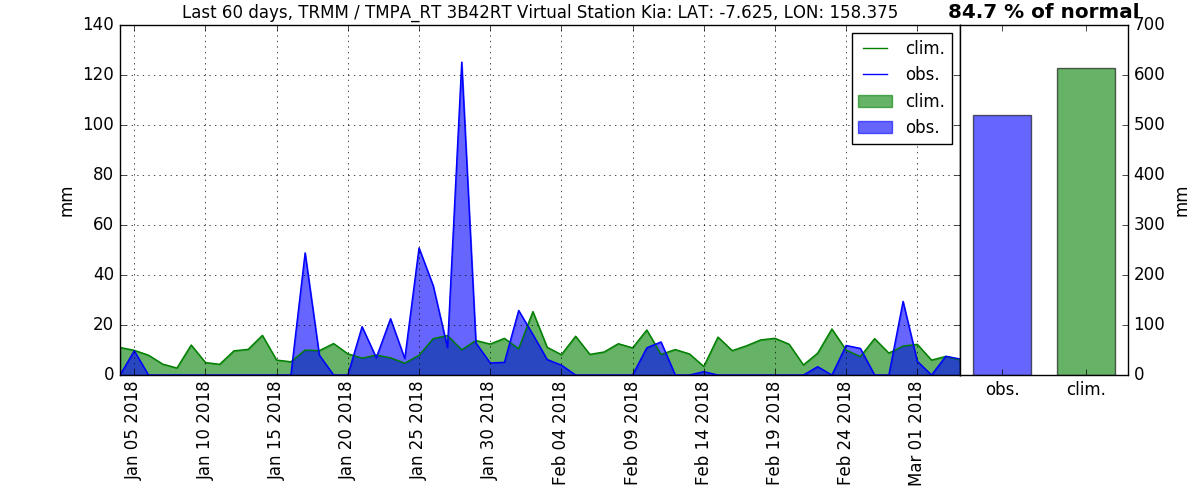 Last 60 days, TRMM / TMPA_RT 3B42RT Virtual Station Kia: LAT: -7.625, LON: 158.375
84.7 % of normal
140
120
100
80
60
40
20
0
mm
clim.
obs.
clim.
obs.
Jan 05 2018
Jan 10 2018
Jan 15 2018
Jan 20 2018
Jan 25 2018
Jan 30 2018
Feb 04 2018
Feb 09 2018
Feb 14 2018
Feb 19 2018
Feb 24 2018
Mar 01 2018
700
600
500
400
300
200
100
0
mm
obs.
clim.